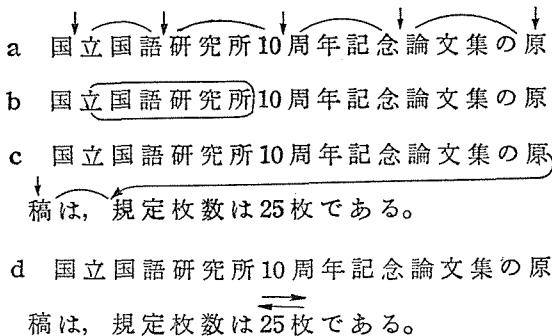 a 国立国語研究所10周年記念論文集の原
b 国立国語研究所10周年記念論文集の原
c 国立国語研究所10周年記念論文集の原
稿は，規定枚数は25枚である。
d 国立国語研究所10周年記念論文集の原
稿は，規定枚数は25枚である。